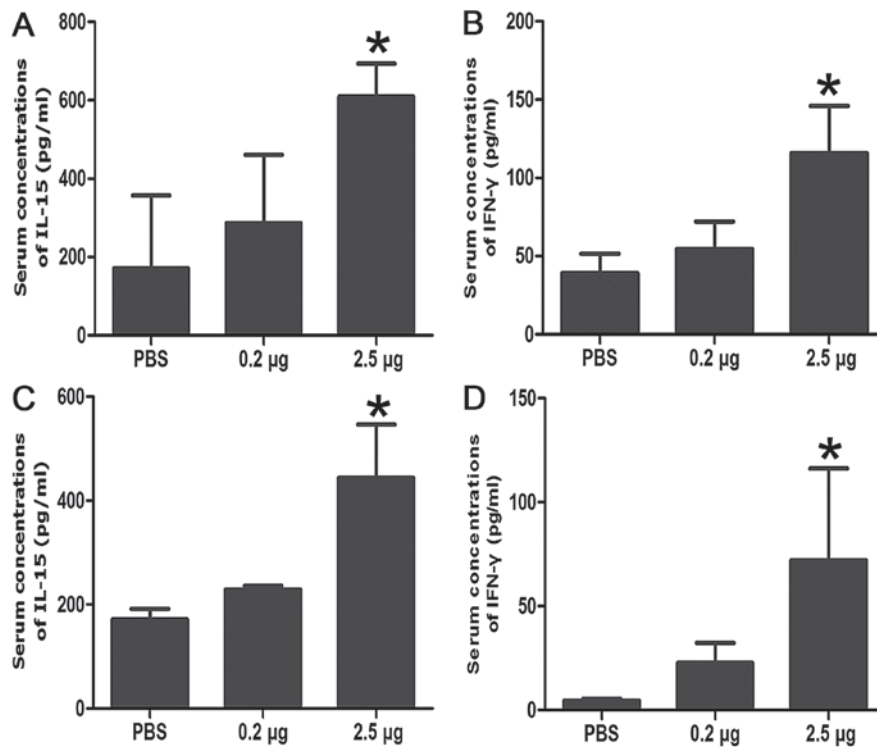 A
Serum concentrations
of IL-15 (pg/ml)
800
600
400
200
0
*
PBS
0.2 µg
2.5 µg
B
Serum concentrations
of IFN-γ (pg/ml)
200
150
100
50
0
*
PBS
0.2 µg
2.5 µg
C
Serum concentrations
of IL-15 (pg/ml)
600
400
200
0
*
PBS
0.2 µg
2.5 µg
D
Serum concentrations
of IFN-γ (pg/ml)
150
100
50
0
*
PBS
0.2 µg
2.5 µg